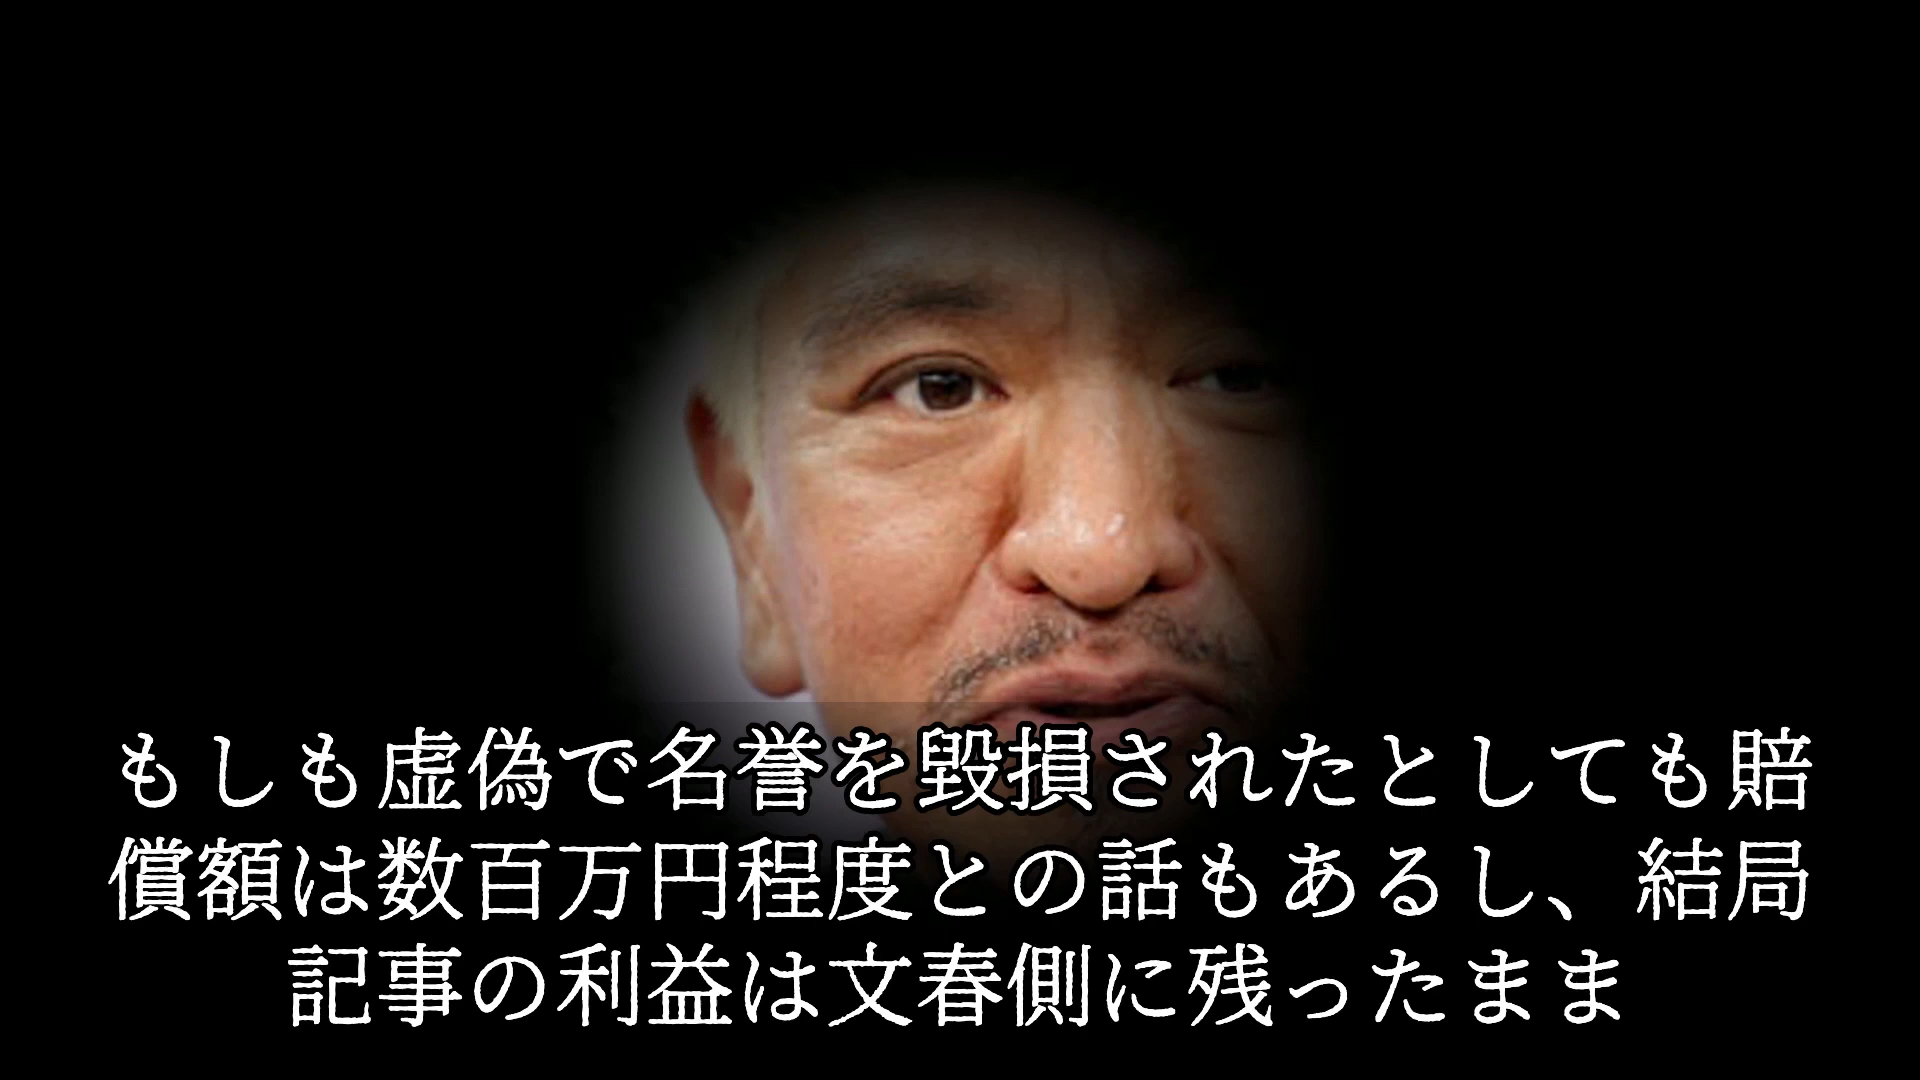 もしも虚偽で名誉を毀損されたとしても賠
償額は数百万円程度との話もあるし、結局
記事の利益は文春側に残ったまま